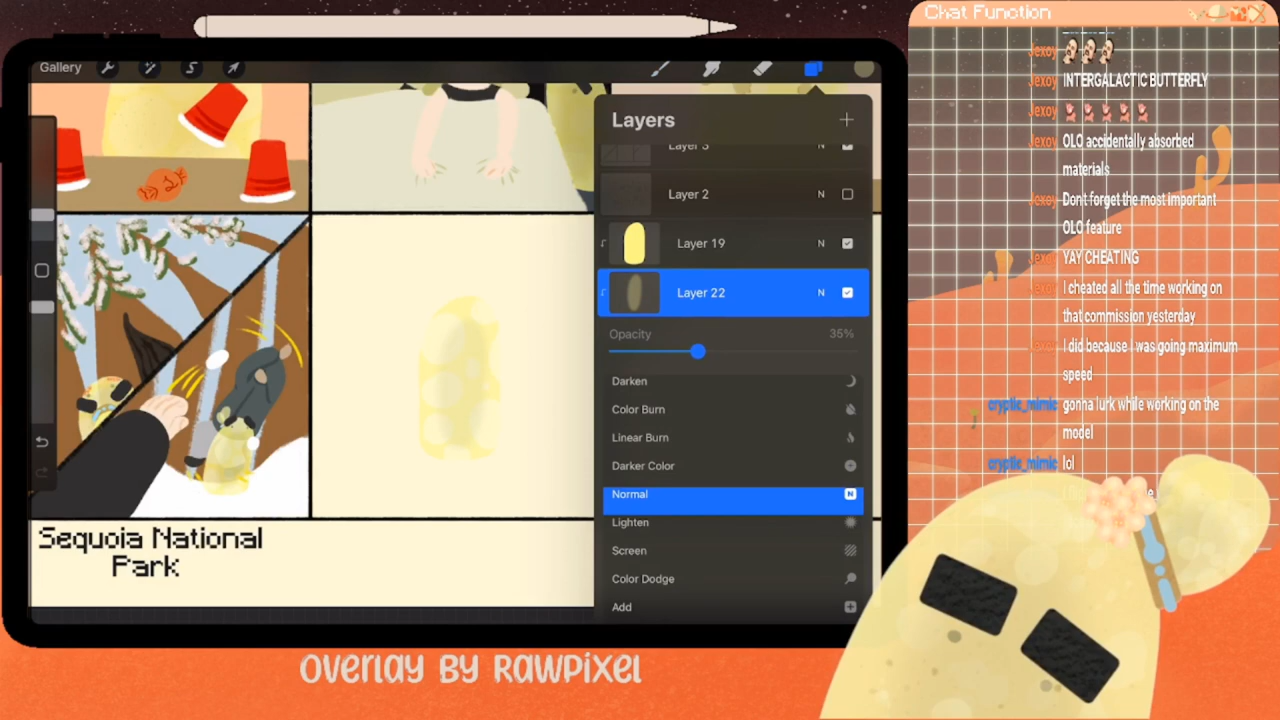 Chat Function
Gallery
Layers
Layer 3 N
Layer 2 N
Layer 19 N
Layer 22 N
Opacity 35%
Darken
Color Burn
Linear Burn
Darker Color
Normal N
Lighten
Screen
Color Dodge
Add
Sequoia National
Park
OVERLAY BY RAWPIXEL
Jexoy
Jexoy INTERGALACTIC BUTTERFLY
Jexoy
Jexoy OLO accidentally absorbed
materials
Jexoy Dont forget the most important
OLO feature
Jexoy YAY CHEATING
Jexoy I cheated all the time working on
that commission yesterday
Jexoy I did because I was going maximum
speed
cryptic_mimic gonna lurk while working on the
model
cryptic_mimic lol